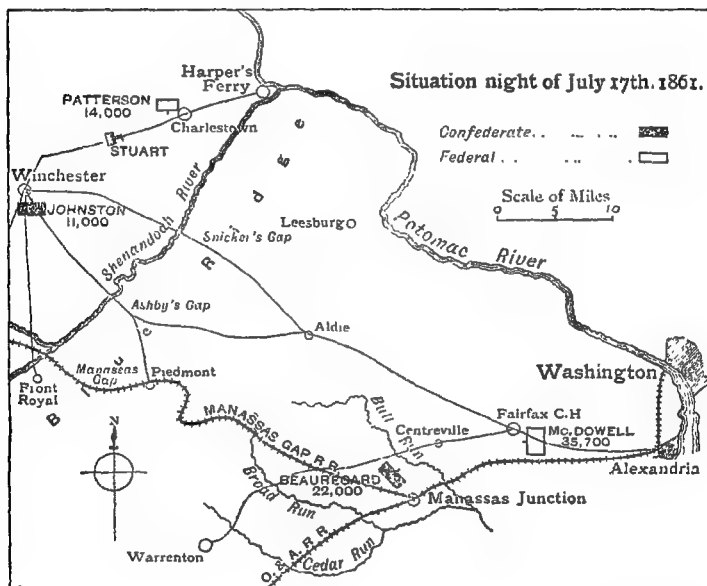 Situation night of July 17th. 1861.
Confederate.. .. ... ..
Federal.. .. .. ..
Scale of Miles
0 5 10
Harper's
Ferry
PATTERSON
14,000
Charlestown
STUART
Winchester
JOHNSTON
11,000
Shenandoah River
Snicker's Gap
Leesburg
Potomac River
Blue Ridge
Ashby's Gap
Aldie
Manassas
Gap
Piedmont
Front
Royal
Washington
Fairfax C.H
Mc.DOWELL
35,700
Alexandria
Centreville
Bull Run
MANASSAS GAP R.R.
BEAUREGARD
22,000
Manassas Junction
Broad Run
N
Warrenton
Cedar Run
O. & A. R R